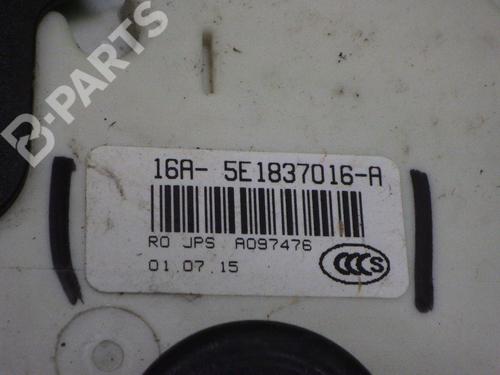 B-PARTS
16A- 5E1837016-A
RO JPS A097476
01.07.15
CCC S